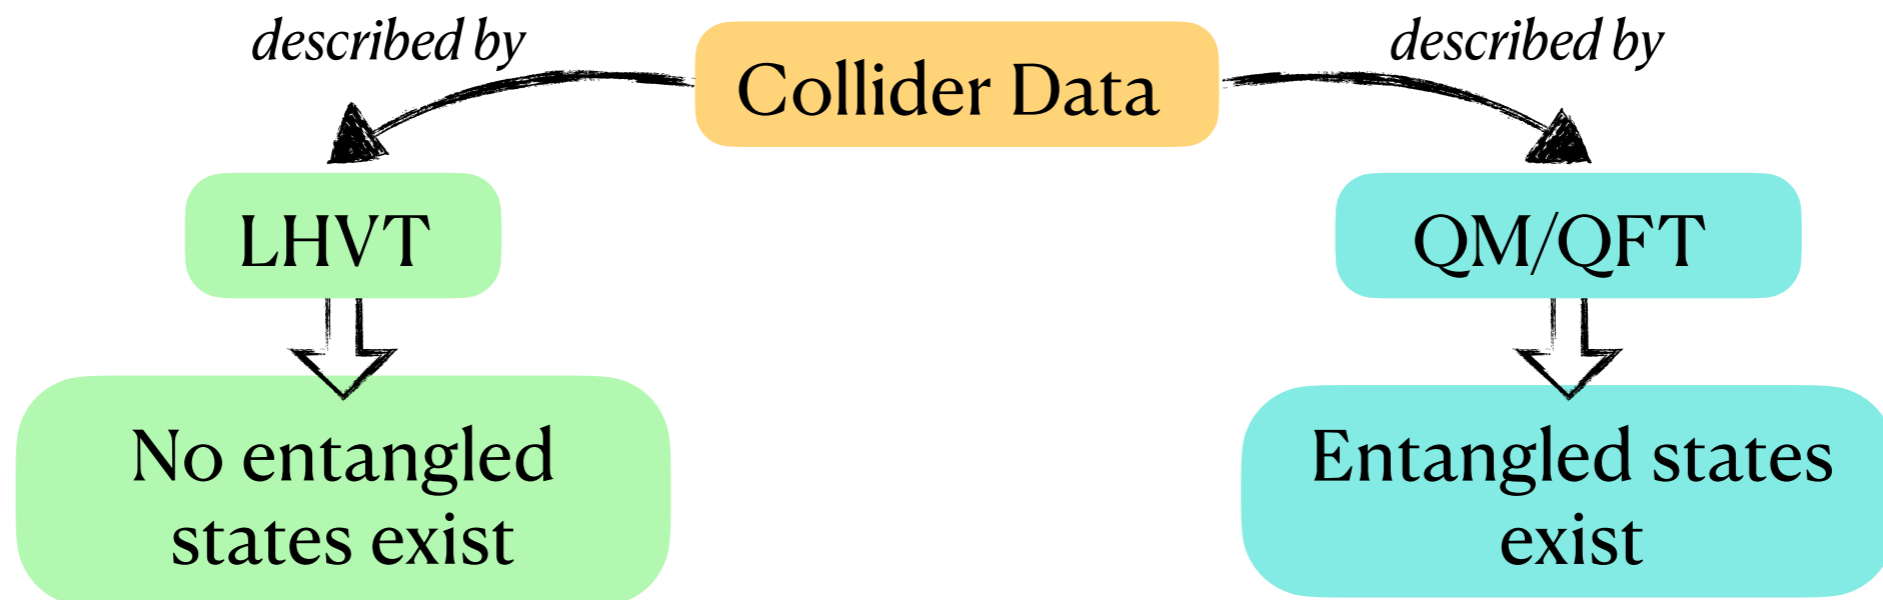 described by
Collider Data
described by
LHVT
QM/QFT
No entangled
states exist
Entangled states
exist